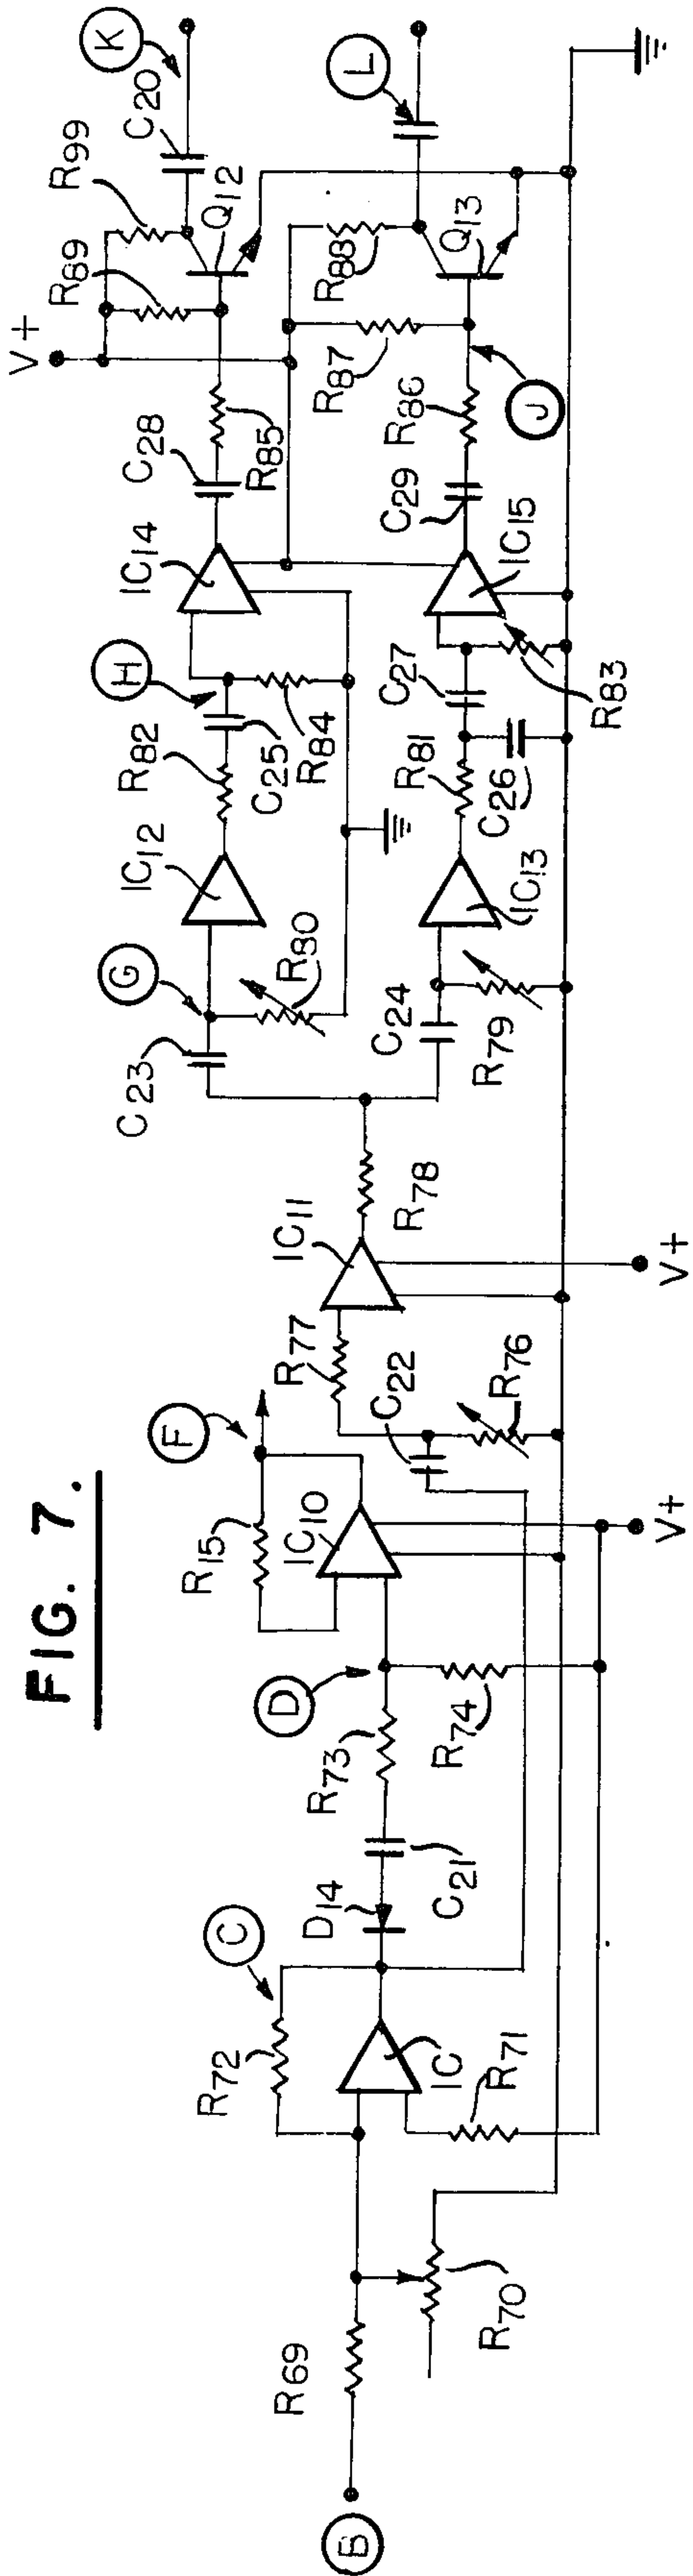 FIG. 7.
B
R69
R70
R72
C
IC
R71
D14
C21
R73
D
R74
R15
IC10
F
V+
C22
R76
R77
IC11
V+
R78
C23
G
R80
IC12
C24
R79
IC13
R82
C25
H
R84
R81
C26
C27
R83
IC14
IC15
C28
R85
C29
R86
J
V+
R89
R99
Q12
C20
K
R87
R88
Q13
L